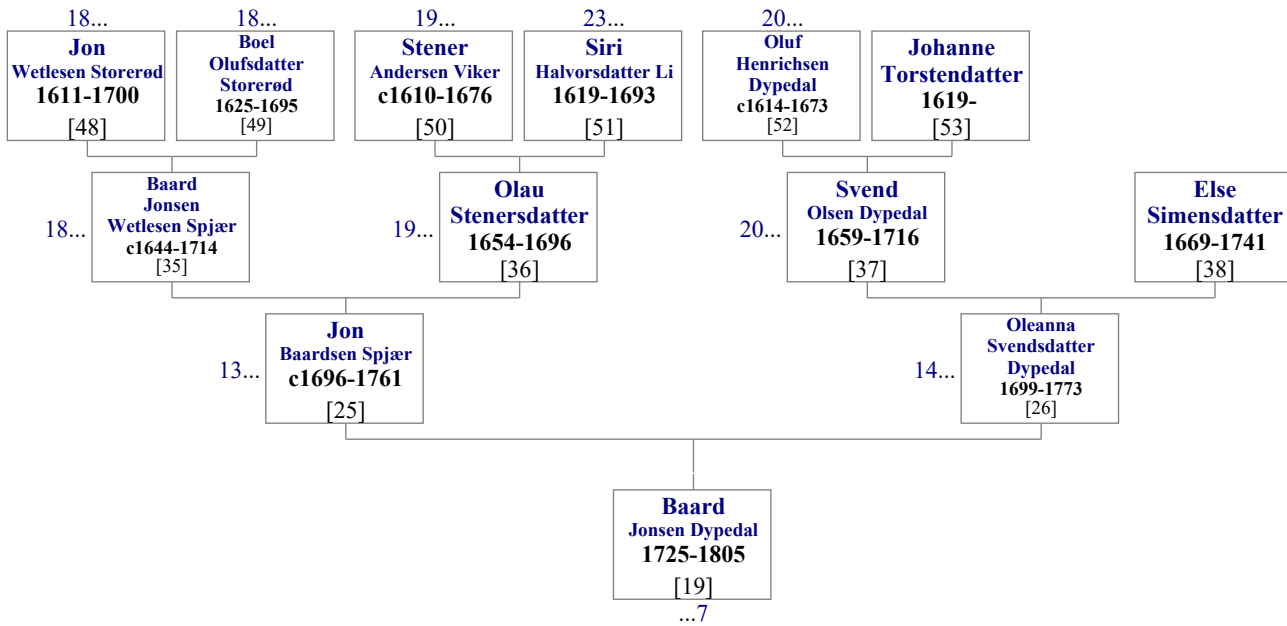 18...
18...
19...
23...
20...
Jon
Wetlesen Storerød
1611-1700
[48]
Boel
Olufsdatter
Storerød
1625-1695
[49]
Stener
Andersen Viker
c1610-1676
[50]
Siri
Halvorsdatter Li
1619-1693
[51]
Oluf
Henrichsen
Dypedal
c1614-1673
[52]
Johanne
Torstendatter
1619-
[53]
18...
Baard
Jonsen
Wetlesen Spjær
c1644-1714
[35]
19...
Olau
Stenersdatter
1654-1696
[36]
20...
Svend
Olsen Dypedal
1659-1716
[37]
Else
Simensdatter
1669-1741
[38]
13...
Jon
Baardsen Spjær
c1696-1761
[25]
14...
Oleanna
Svendsdatter
Dypedal
1699-1773
[26]
Baard
Jonsen Dypedal
1725-1805
[19]
...7